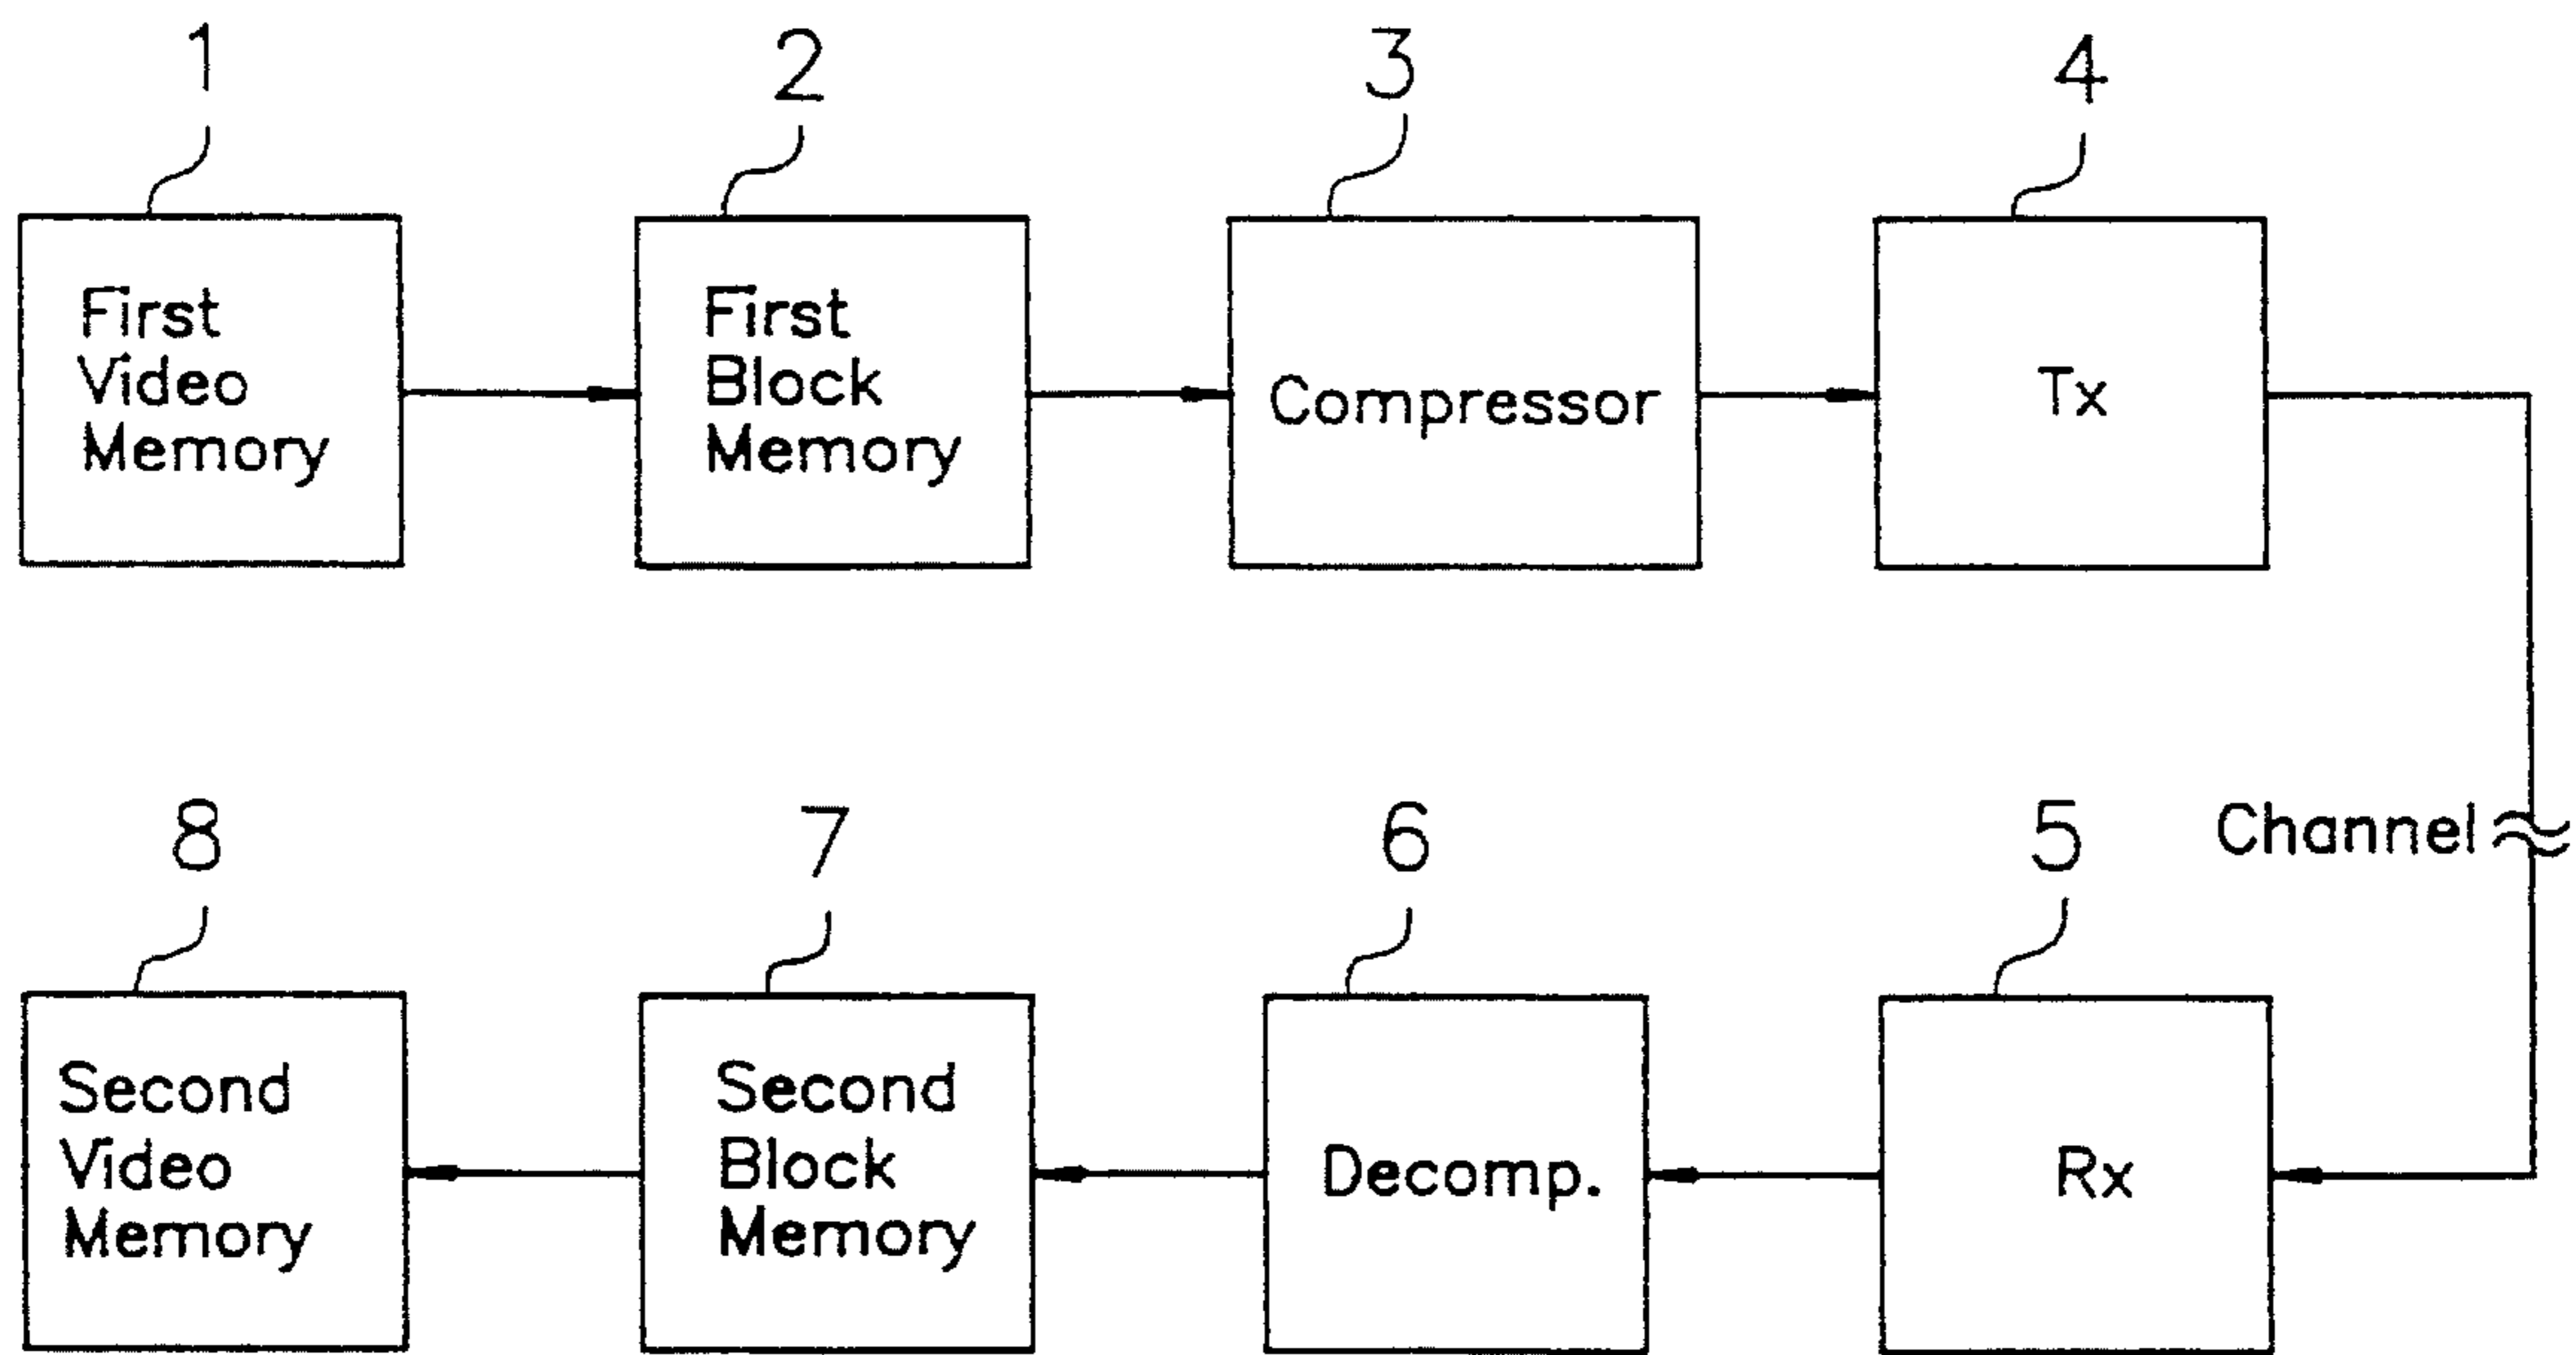 1
2
3
4
First
Video
Memory
First
Block
Memory
Compressor
Tx
Channel
8
7
6
5
Second
Video
Memory
Second
Block
Memory
Decomp.
Rx